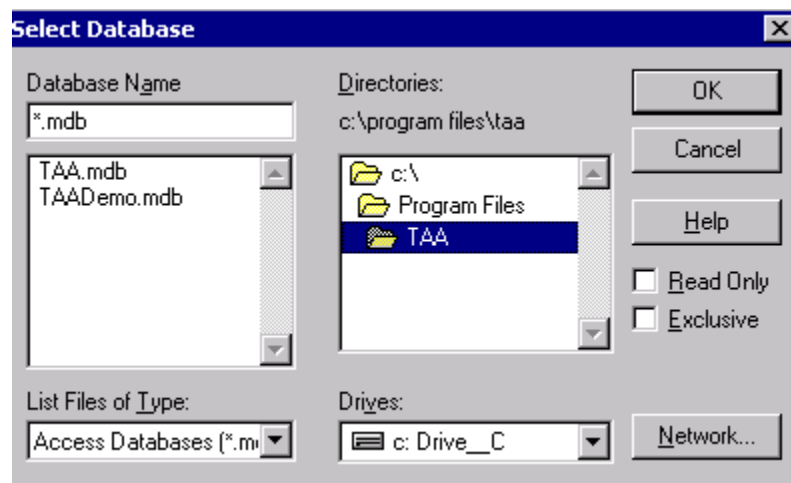 Select Database
Database Name
*.mdb
TAA.mdb
TAADemo.mdb
List Files of Type:
Access Databases (*.m
Directories:
c:\program files\taa
c:\
Program Files
TAA
Drives:
c: Drive__C
OK
Cancel
Help
Read Only
Exclusive
Network...